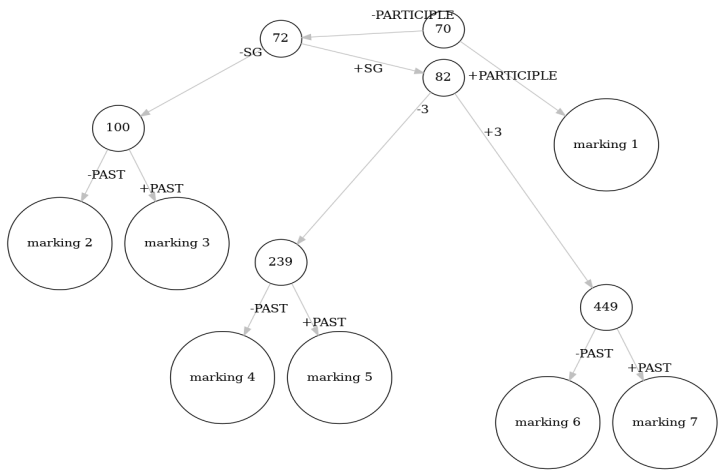 -PARTICIPLE
70
72
-SG
+SG
82
+PARTICIPLE
-3
100
+3
marking 1
-PAST
+PAST
marking 2
marking 3
239
449
-PAST
+PAST
marking 4
marking 5
-PAST
+PAST
marking 6
marking 7